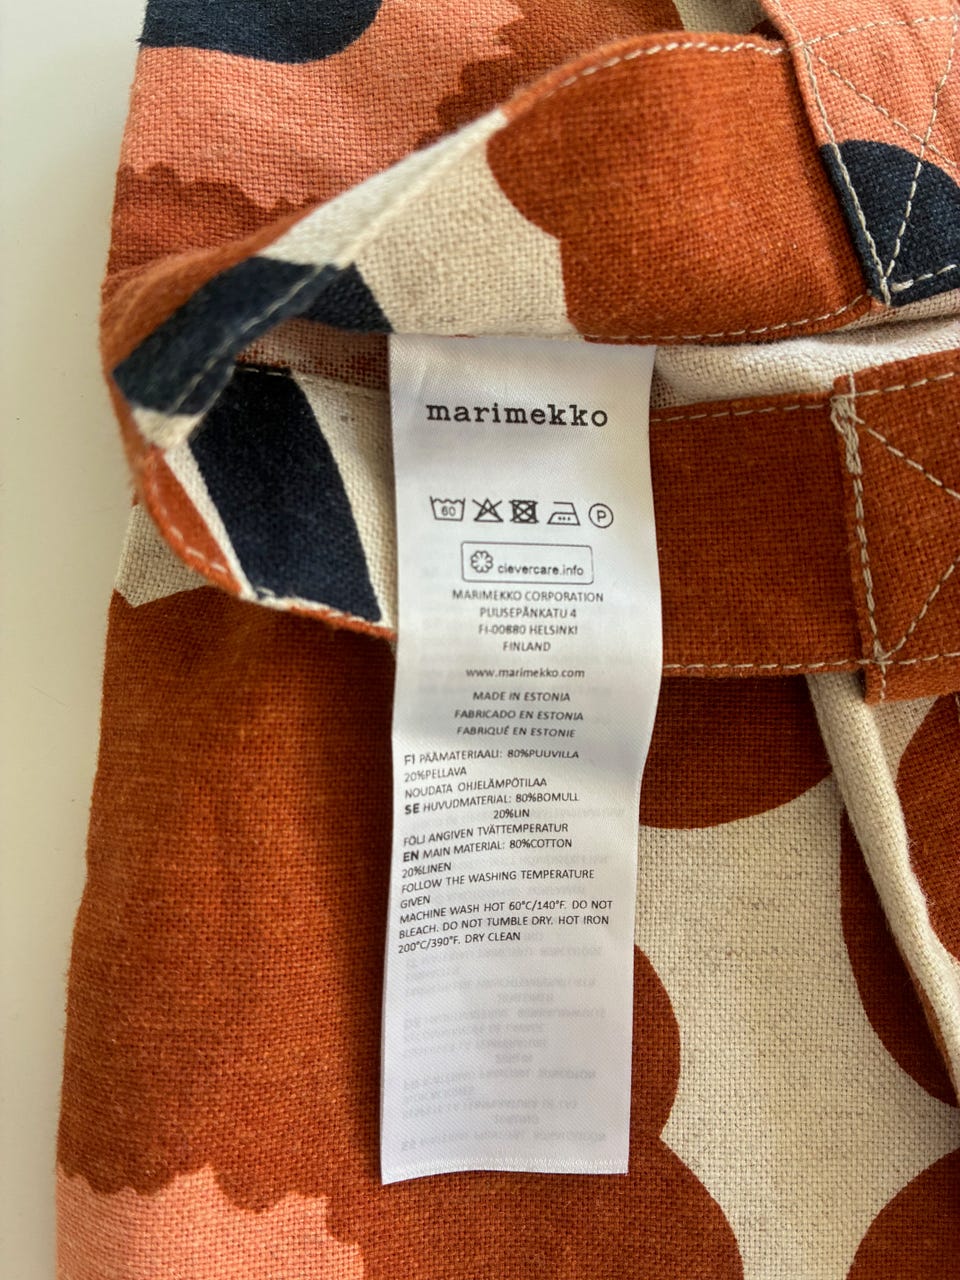 marimekko
60 P
clevercare.info
MARIMEKKO CORPORATION
PUUSEPÄNKATU 4
FI-00880 HELSINKI
FINLAND
www.marimekko.com
MADE IN ESTONIA
FABRICADO EN ESTONIA
FABRIQUÉ EN ESTONIE
FI PÄÄMATERIAALI: 80%PUUVILLA
20%PELLAVA
NOUDATA OHJELÄMPÖTILAA
SE HUVUDMATERIAL: 80%BOMULL
20%LIN
FÖLJ ANGIVEN TVÄTTEMPERATUR
EN MAIN MATERIAL: 80%COTTON
20%LINEN
FOLLOW THE WASHING TEMPERATURE
GIVEN
MACHINE WASH HOT 60°C/140°F. DO NOT
BLEACH. DO NOT TUMBLE DRY. HOT IRON
200°C/390°F. DRY CLEAN